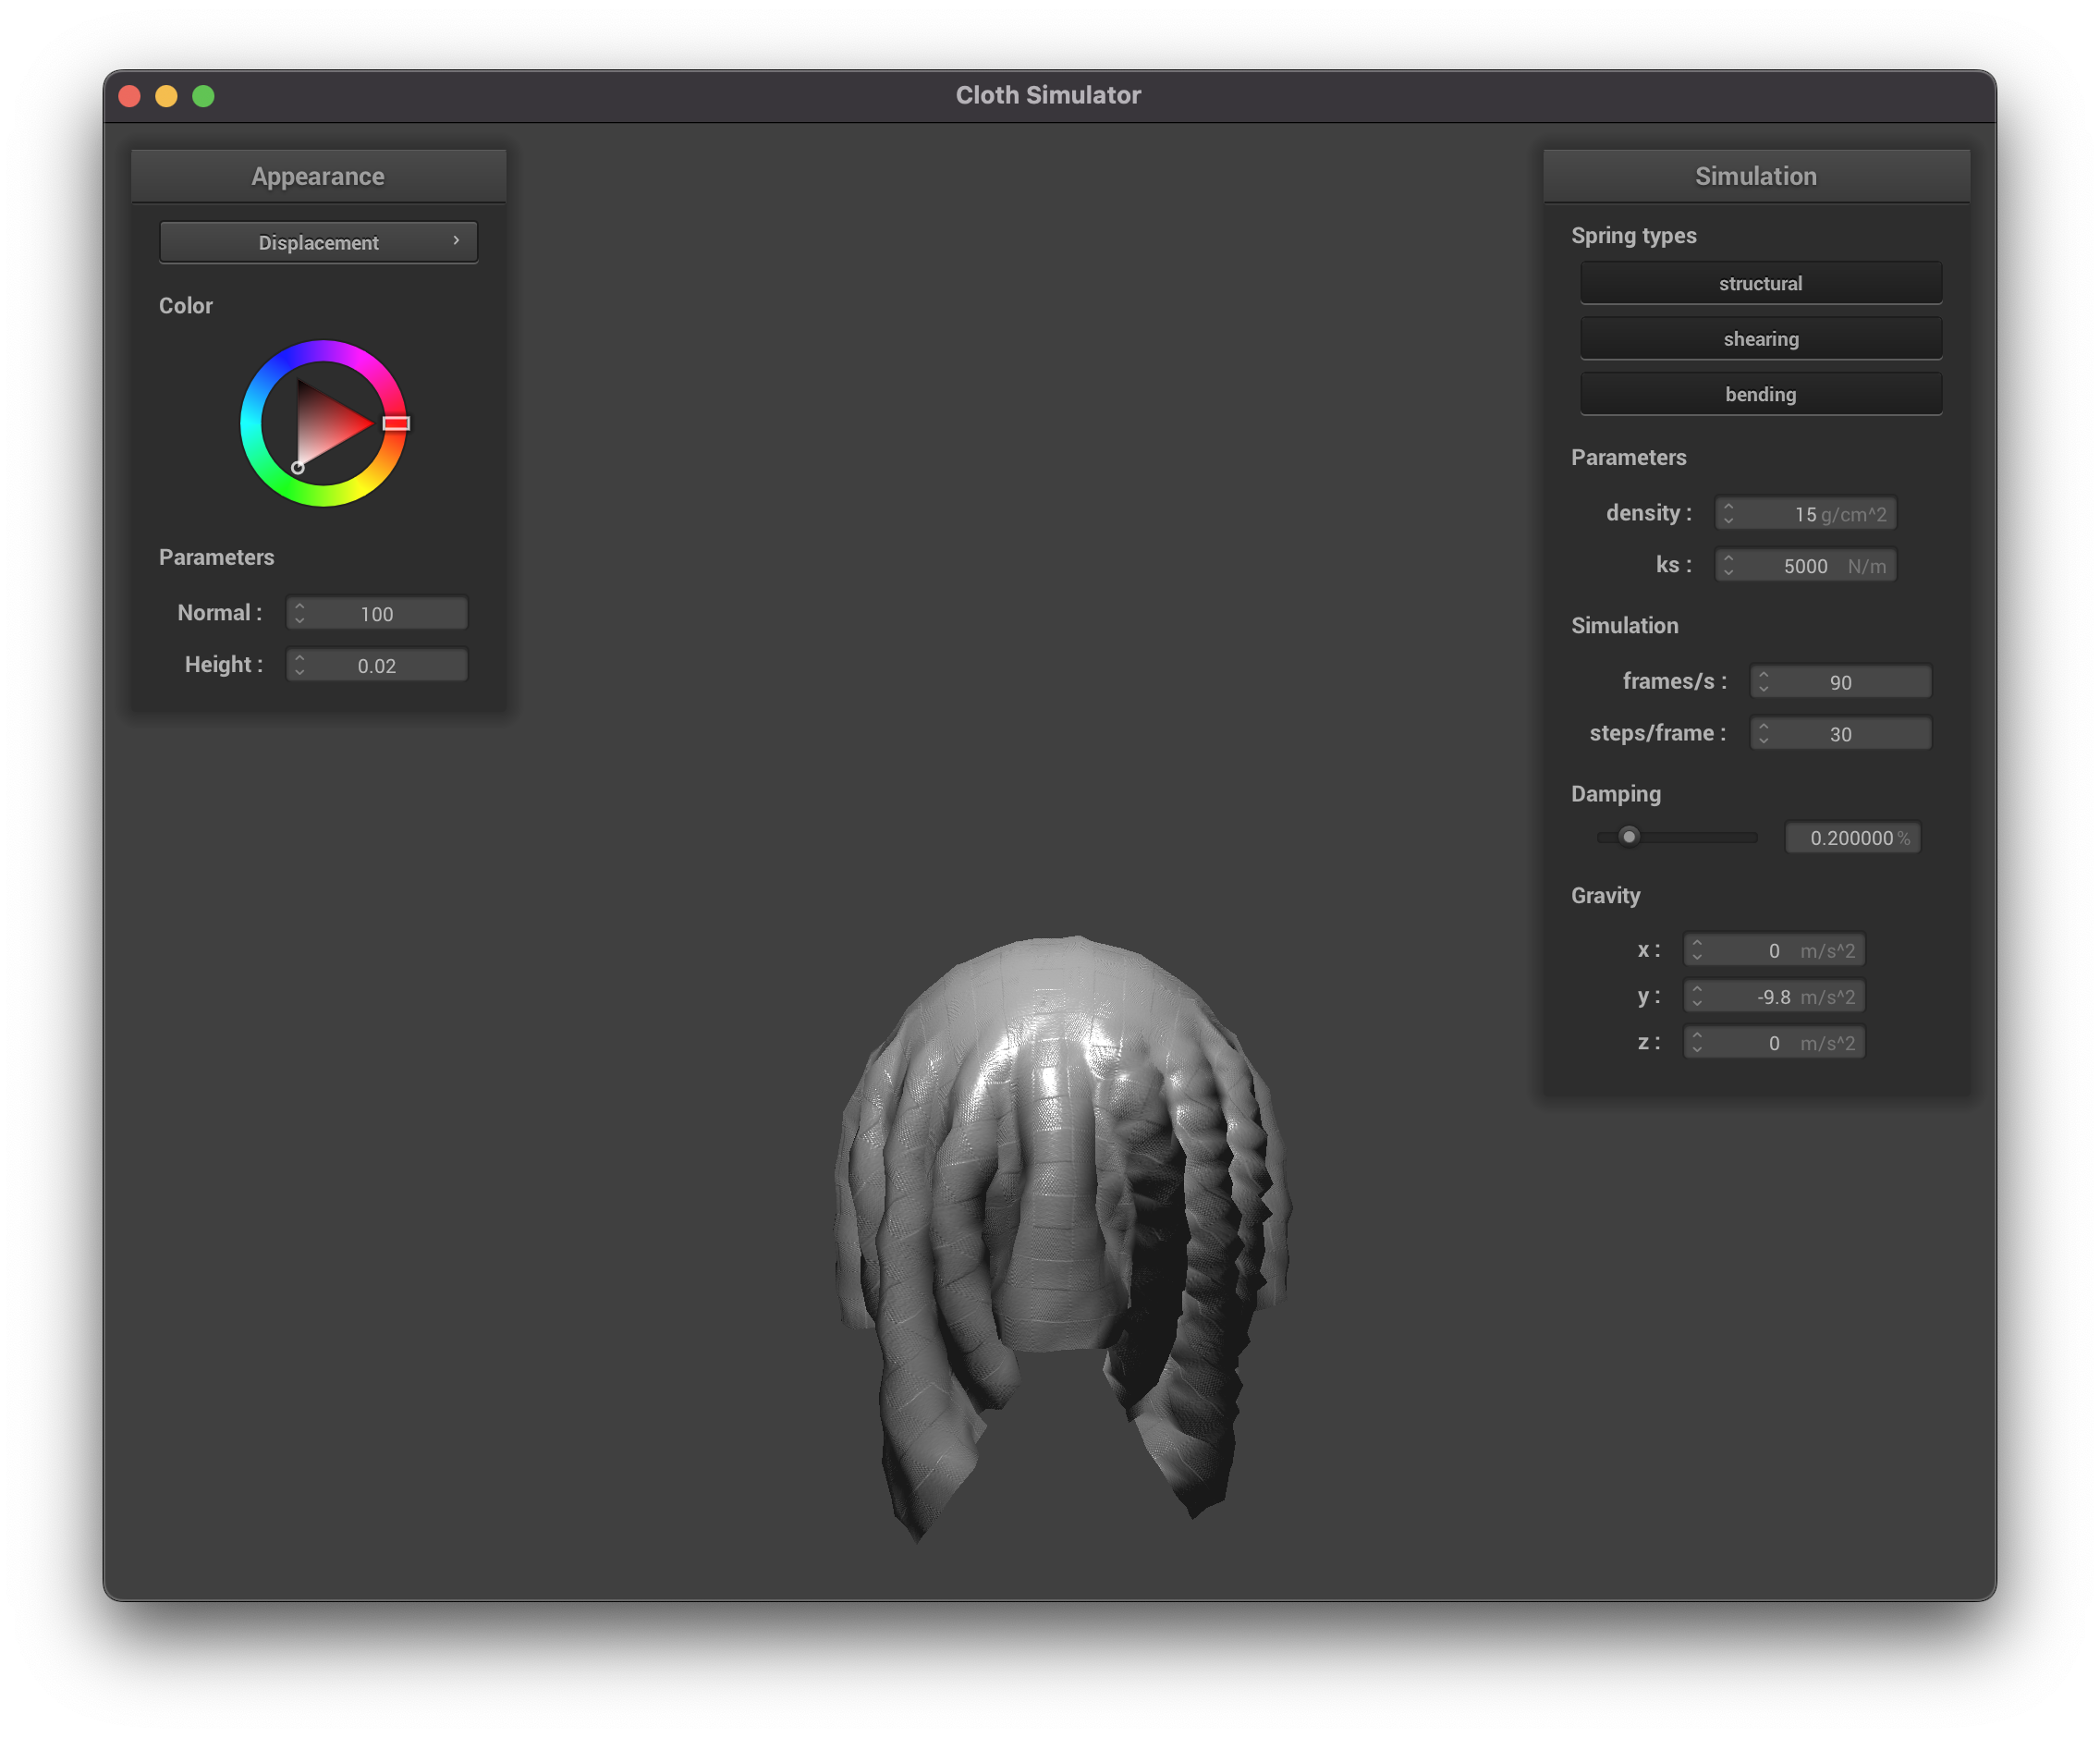 Cloth Simulator
Appearance
Displacement
Color
Parameters
Normal : 100
Height : 0.02
Simulation
Spring types
structural
shearing
bending
Parameters
density : 15 g/cm^2
ks : 5000 N/m
Simulation
frames/s : 90
steps/frame : 30
Damping
0.200000 %
Gravity
x : 0 m/s^2
y : -9.8 m/s^2
z : 0 m/s^2